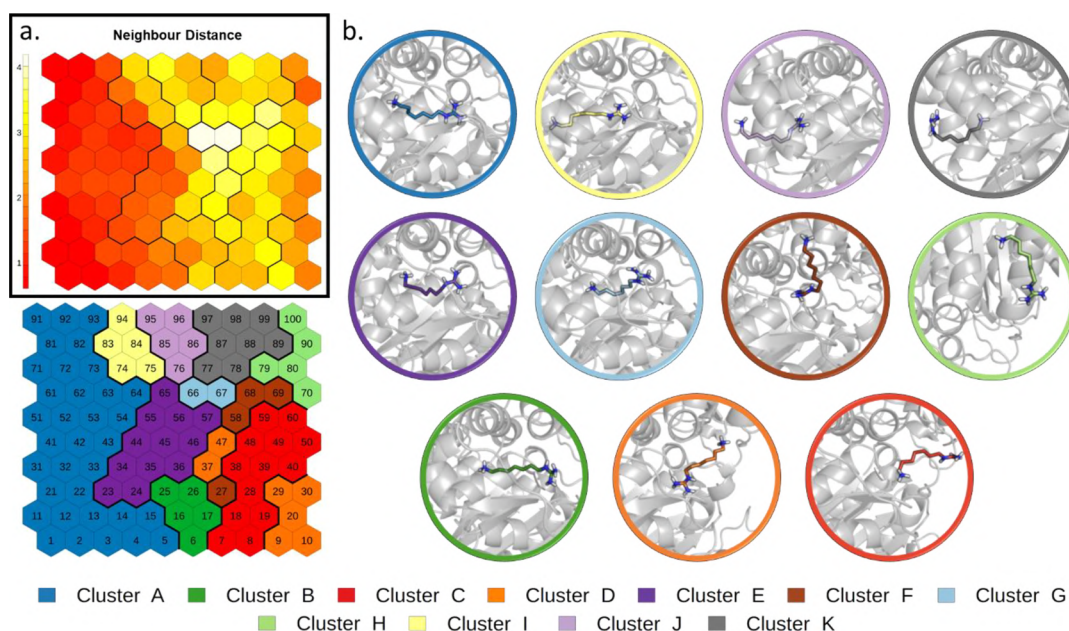 a.
b.
Neighbour Distance
4
3
2
1
91 92 93 94 95 96 97 98 99 100
81 82 83 84 85 86 87 88 89 90
71 72 73 74 75 76 77 78 79 80
61 62 63 64 65 66 67 68 69 70
51 52 53 54 55 56 57 58 59 60
41 42 43 44 45 46 47 48 49 50
31 32 33 34 35 36 37 38 39 40
21 22 23 24 25 26 27 28 29 30
11 12 13 14 15 16 17 18 19 20
1 2 3 4 5 6 7 8 9 10
Cluster A Cluster B Cluster C Cluster D Cluster E Cluster F Cluster G
Cluster H Cluster I Cluster J Cluster K